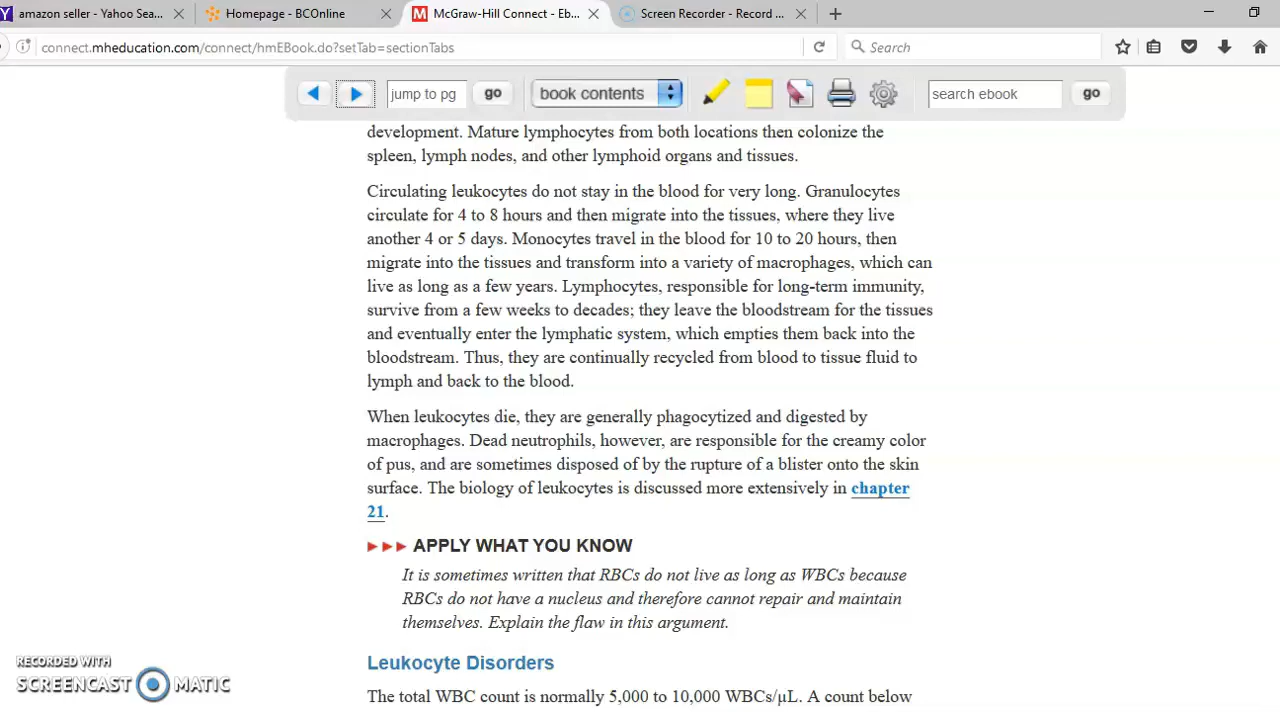 amazon seller - Yahoo Sea...
Homepage - BCOnline
McGraw-Hill Connect - Eb...
Screen Recorder - Record ...
connect.mheducation.com/connect/hmEBook.do?setTab=sectionTabs
Search
jump to pg
go
book contents
search ebook
go
development. Mature lymphocytes from both locations then colonize the
spleen, lymph nodes, and other lymphoid organs and tissues.
Circulating leukocytes do not stay in the blood for very long. Granulocytes
circulate for 4 to 8 hours and then migrate into the tissues, where they live
another 4 or 5 days. Monocytes travel in the blood for 10 to 20 hours, then
migrate into the tissues and transform into a variety of macrophages, which can
live as long as a few years. Lymphocytes, responsible for long-term immunity,
survive from a few weeks to decades; they leave the bloodstream for the tissues
and eventually enter the lymphatic system, which empties them back into the
bloodstream. Thus, they are continually recycled from blood to tissue fluid to
lymph and back to the blood.
When leukocytes die, they are generally phagocytized and digested by
macrophages. Dead neutrophils, however, are responsible for the creamy color
of pus, and are sometimes disposed of by the rupture of a blister onto the skin
surface. The biology of leukocytes is discussed more extensively in chapter
21.
APPLY WHAT YOU KNOW
It is sometimes written that RBCs do not live as long as WBCs because
RBCs do not have a nucleus and therefore cannot repair and maintain
themselves. Explain the flaw in this argument.
Leukocyte Disorders
The total WBC count is normally 5,000 to 10,000 WBCs/µL. A count below
RECORDED WITH
SCREENCAST MATIC